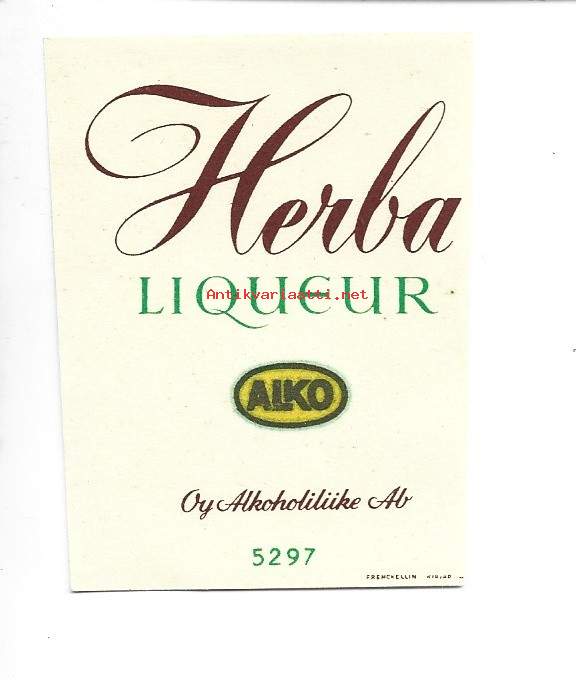 Herba
LIQUEUR
Antikvariaatti.net
ALKO
Oy Alkoholiliike Ab
5297
FRENCKELLIN